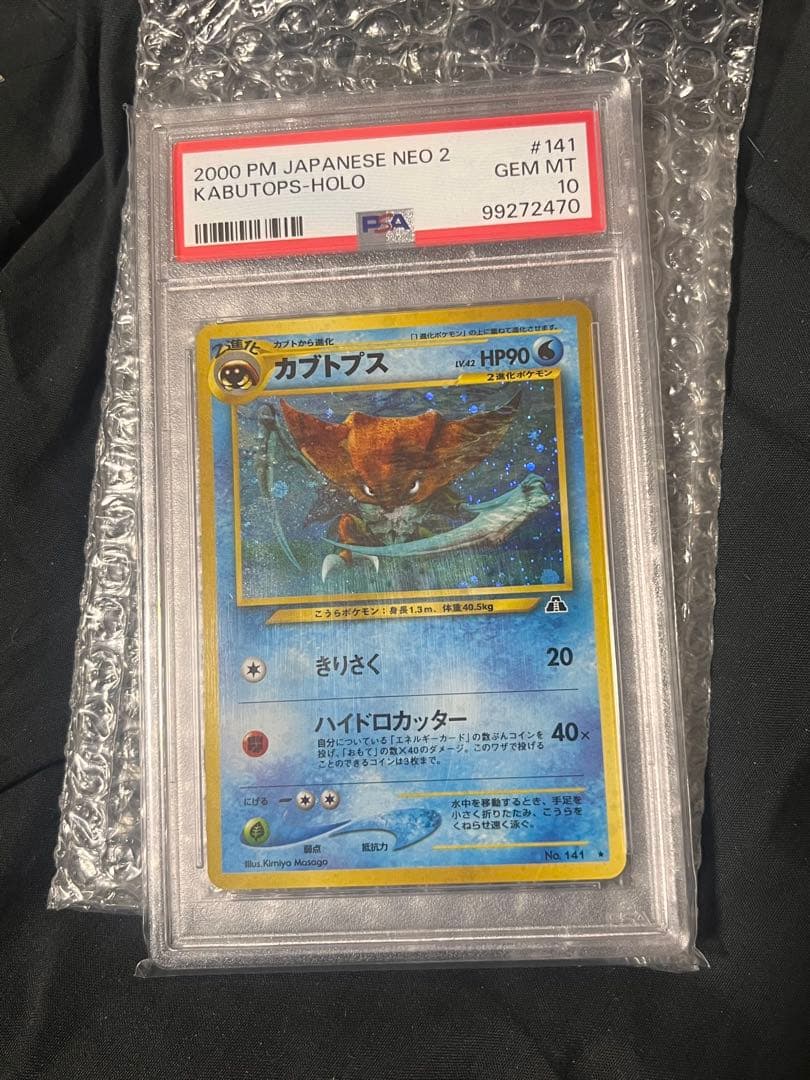 2000 PM JAPANESE NEO 2
#141
KABUTOPS-HOLO
GEM MT
10
PSA
99272470
2進化
カブトから進化
「1進化ポケモン」の上に重ねて進化させます。
カブトプス
LV.42 HP90
2進化ポケモン
こうらポケモン:身長1.3m、体重40.5kg
きりさく
20
ハイドロカッター
40×
自分についている「エネルギーカード」の数ぶんコインを
投げ、「おもて」の数×40のダメージ。このワザで投げる
ことのできるコインは3枚まで。
にげる
水中を移動するとき、手足を
小さく折りたたみ、こうらを
くねらせ速く泳ぐ。
弱点
抵抗力
Illus.Kimiya Masago
No. 141
PSA